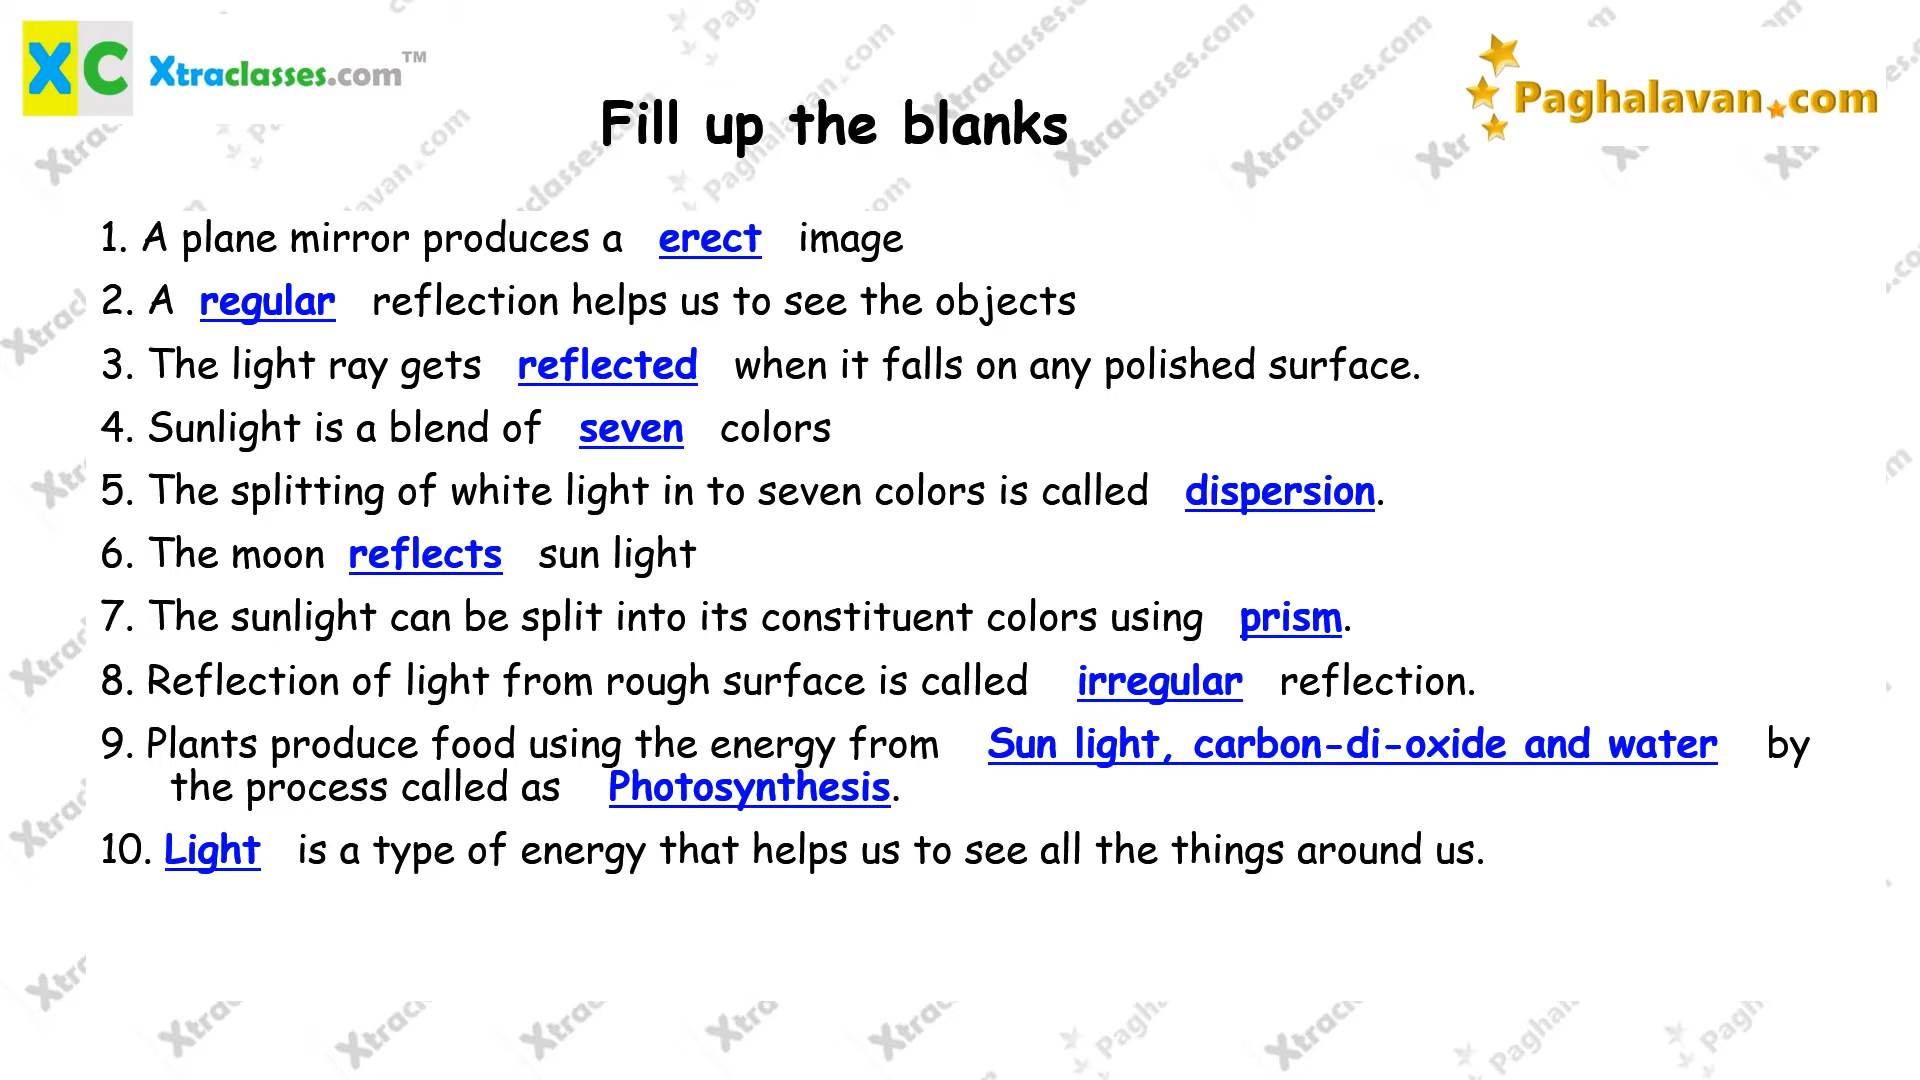 XC Xtraclasses.com™
Paghalavan.com
Fill up the blanks
1. A plane mirror produces a erect image
2. A regular reflection helps us to see the objects
3. The light ray gets reflected when it falls on any polished surface.
4. Sunlight is a blend of seven colors
5. The splitting of white light in to seven colors is called dispersion.
6. The moon reflects sun light
7. The sunlight can be split into its constituent colors using prism.
8. Reflection of light from rough surface is called irregular reflection.
9. Plants produce food using the energy from Sun light, carbon-di-oxide and water by
the process called as Photosynthesis.
10. Light is a type of energy that helps us to see all the things around us.